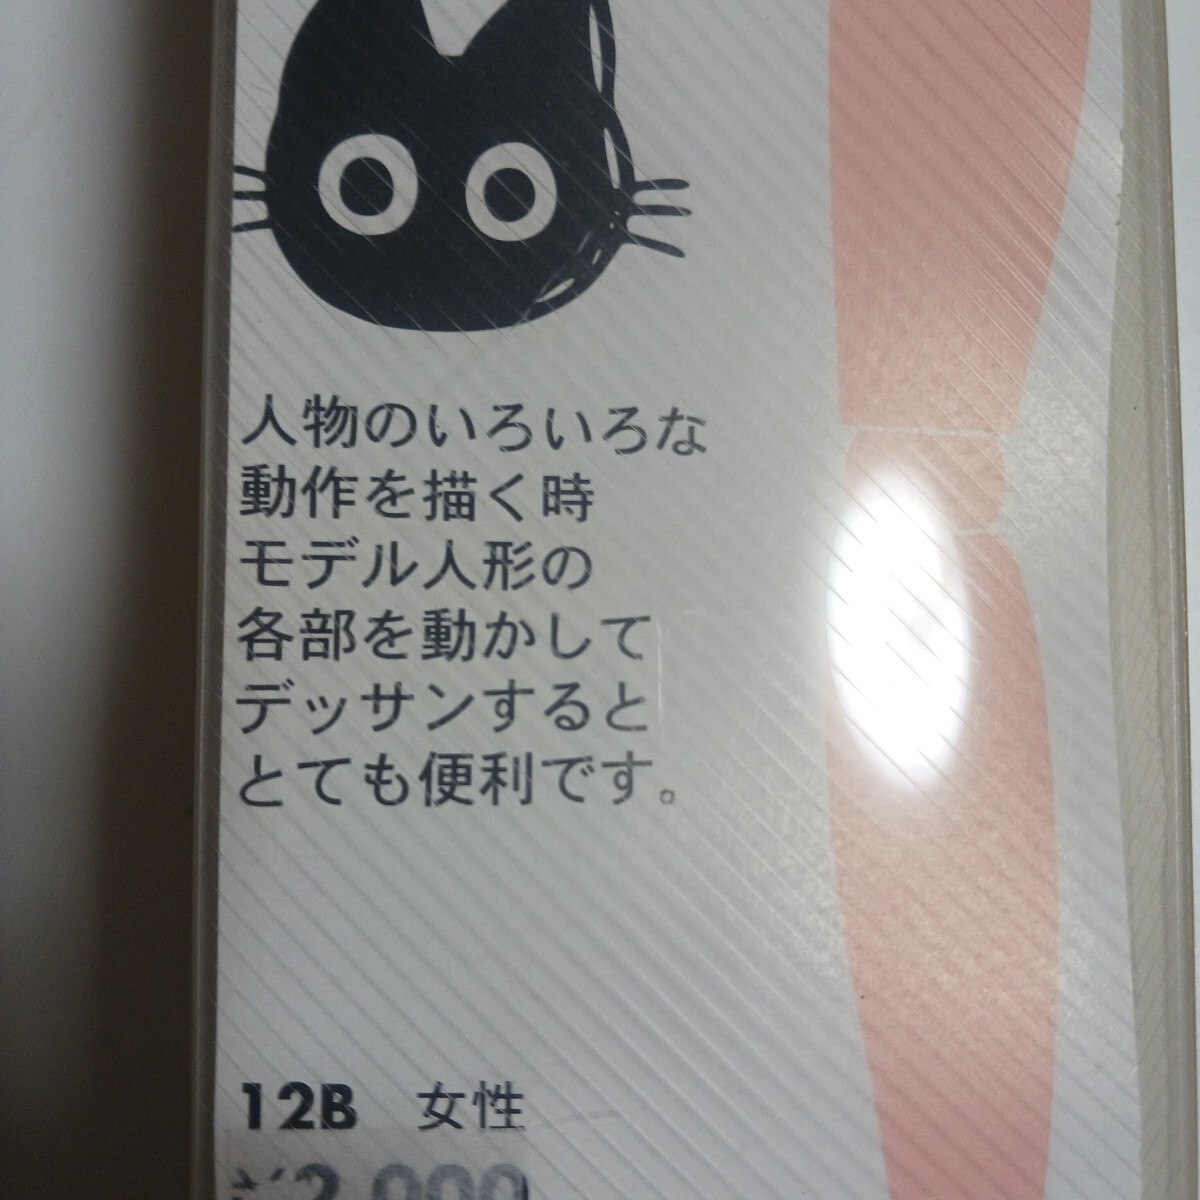 人物のいろいろな
動作を描く時
モデル人形の
各部を動かして
デッサンすると
とても便利です。
12B 女性
¥2,000